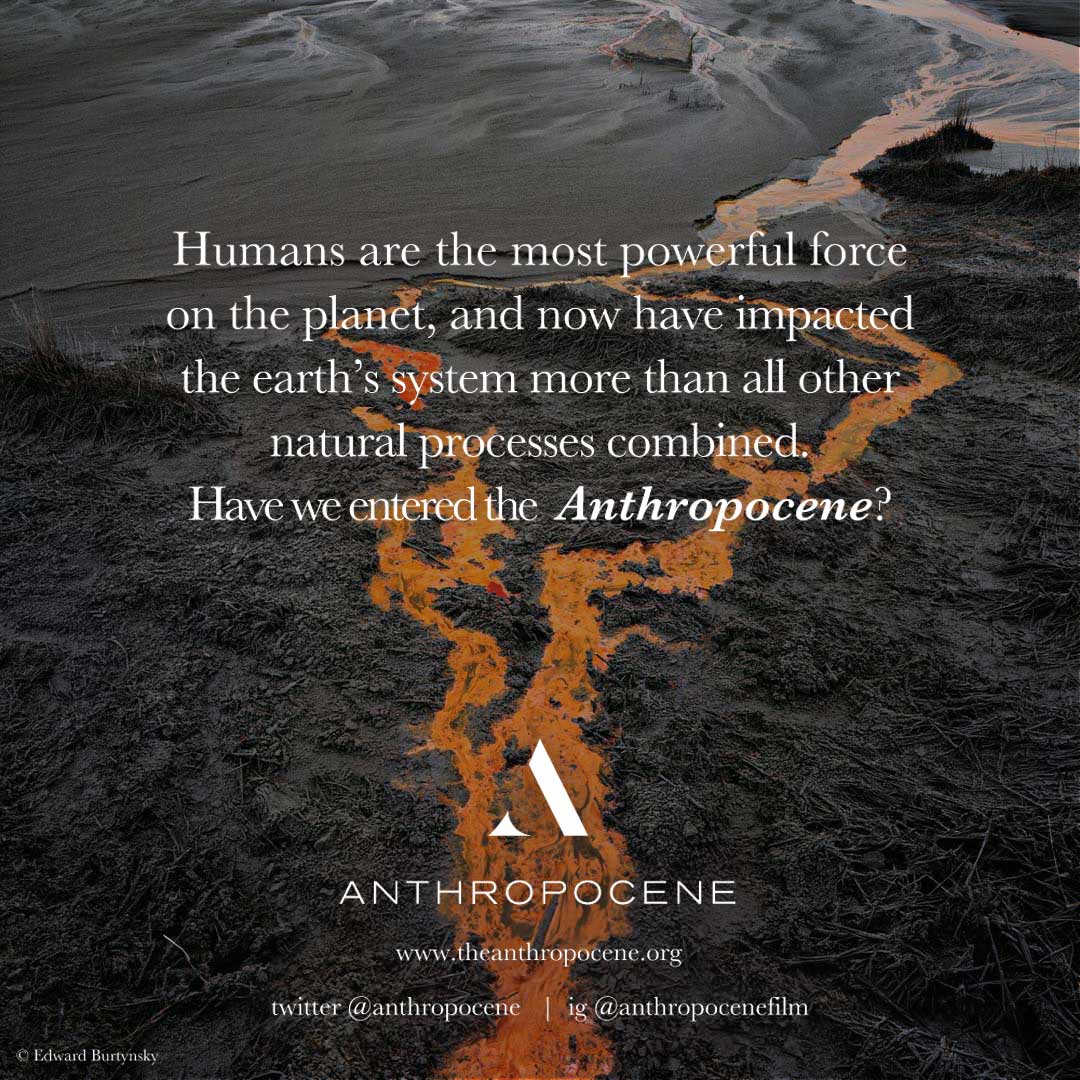 Humans are the most powerful force
on the planet, and now have impacted
the earth’s system more than all other
natural processes combined.
Have we entered the Anthropocene?
ANTHROPOCENE
www.theanthropocene.org
twitter @anthropocene | ig @anthropocenefilm
© Edward Burtynsky